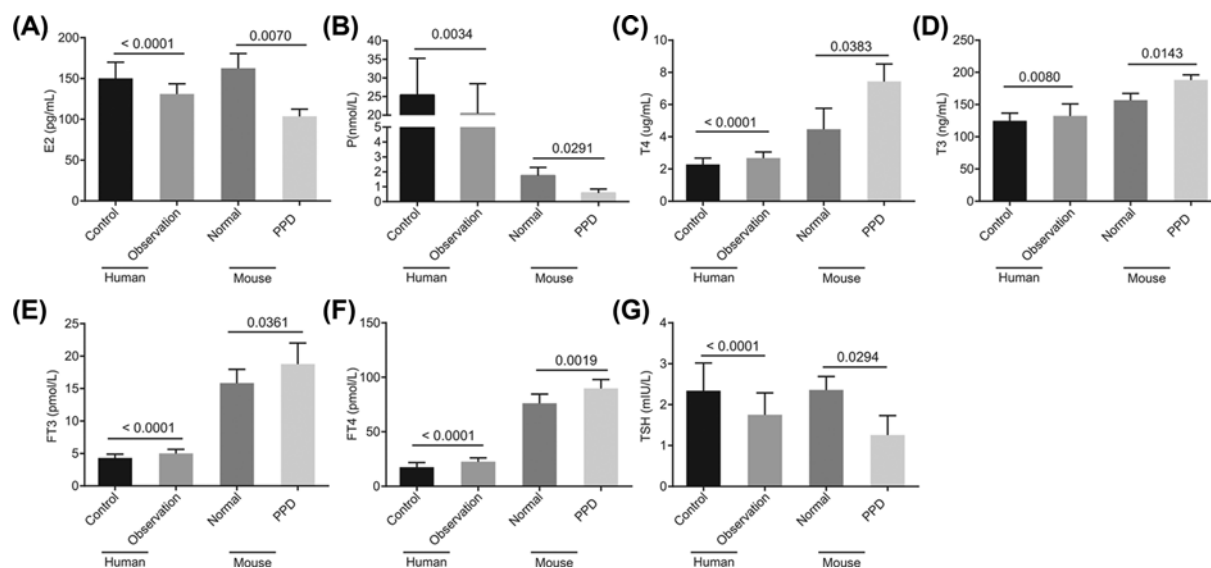 (A)
E2 (pg/mL)
200
150
100
50
0
< 0.0001
0.0070
Control
Observation
Normal
PPD
Human
Mouse
(B)
P(nmol/L)
40
35
30
25
20
5
4
3
2
1
0
0.0034
0.0291
Control
Observation
Normal
PPD
Human
Mouse
(C)
T4 (ug/mL)
10
8
6
4
2
0
< 0.0001
0.0383
Control
Observation
Normal
PPD
Human
Mouse
(D)
T3 (ng/mL)
250
200
150
100
50
0
0.0080
0.0143
Control
Observation
Normal
PPD
Human
Mouse
(E)
FT3 (pmol/L)
25
20
15
10
5
0
< 0.0001
0.0361
Control
Observation
Normal
PPD
Human
Mouse
(F)
FT4 (pmol/L)
150
100
50
0
< 0.0001
0.0019
Control
Observation
Normal
PPD
Human
Mouse
(G)
TSH (mIU/L)
4
3
2
1
0
< 0.0001
0.0294
Control
Observation
Normal
PPD
Human
Mouse